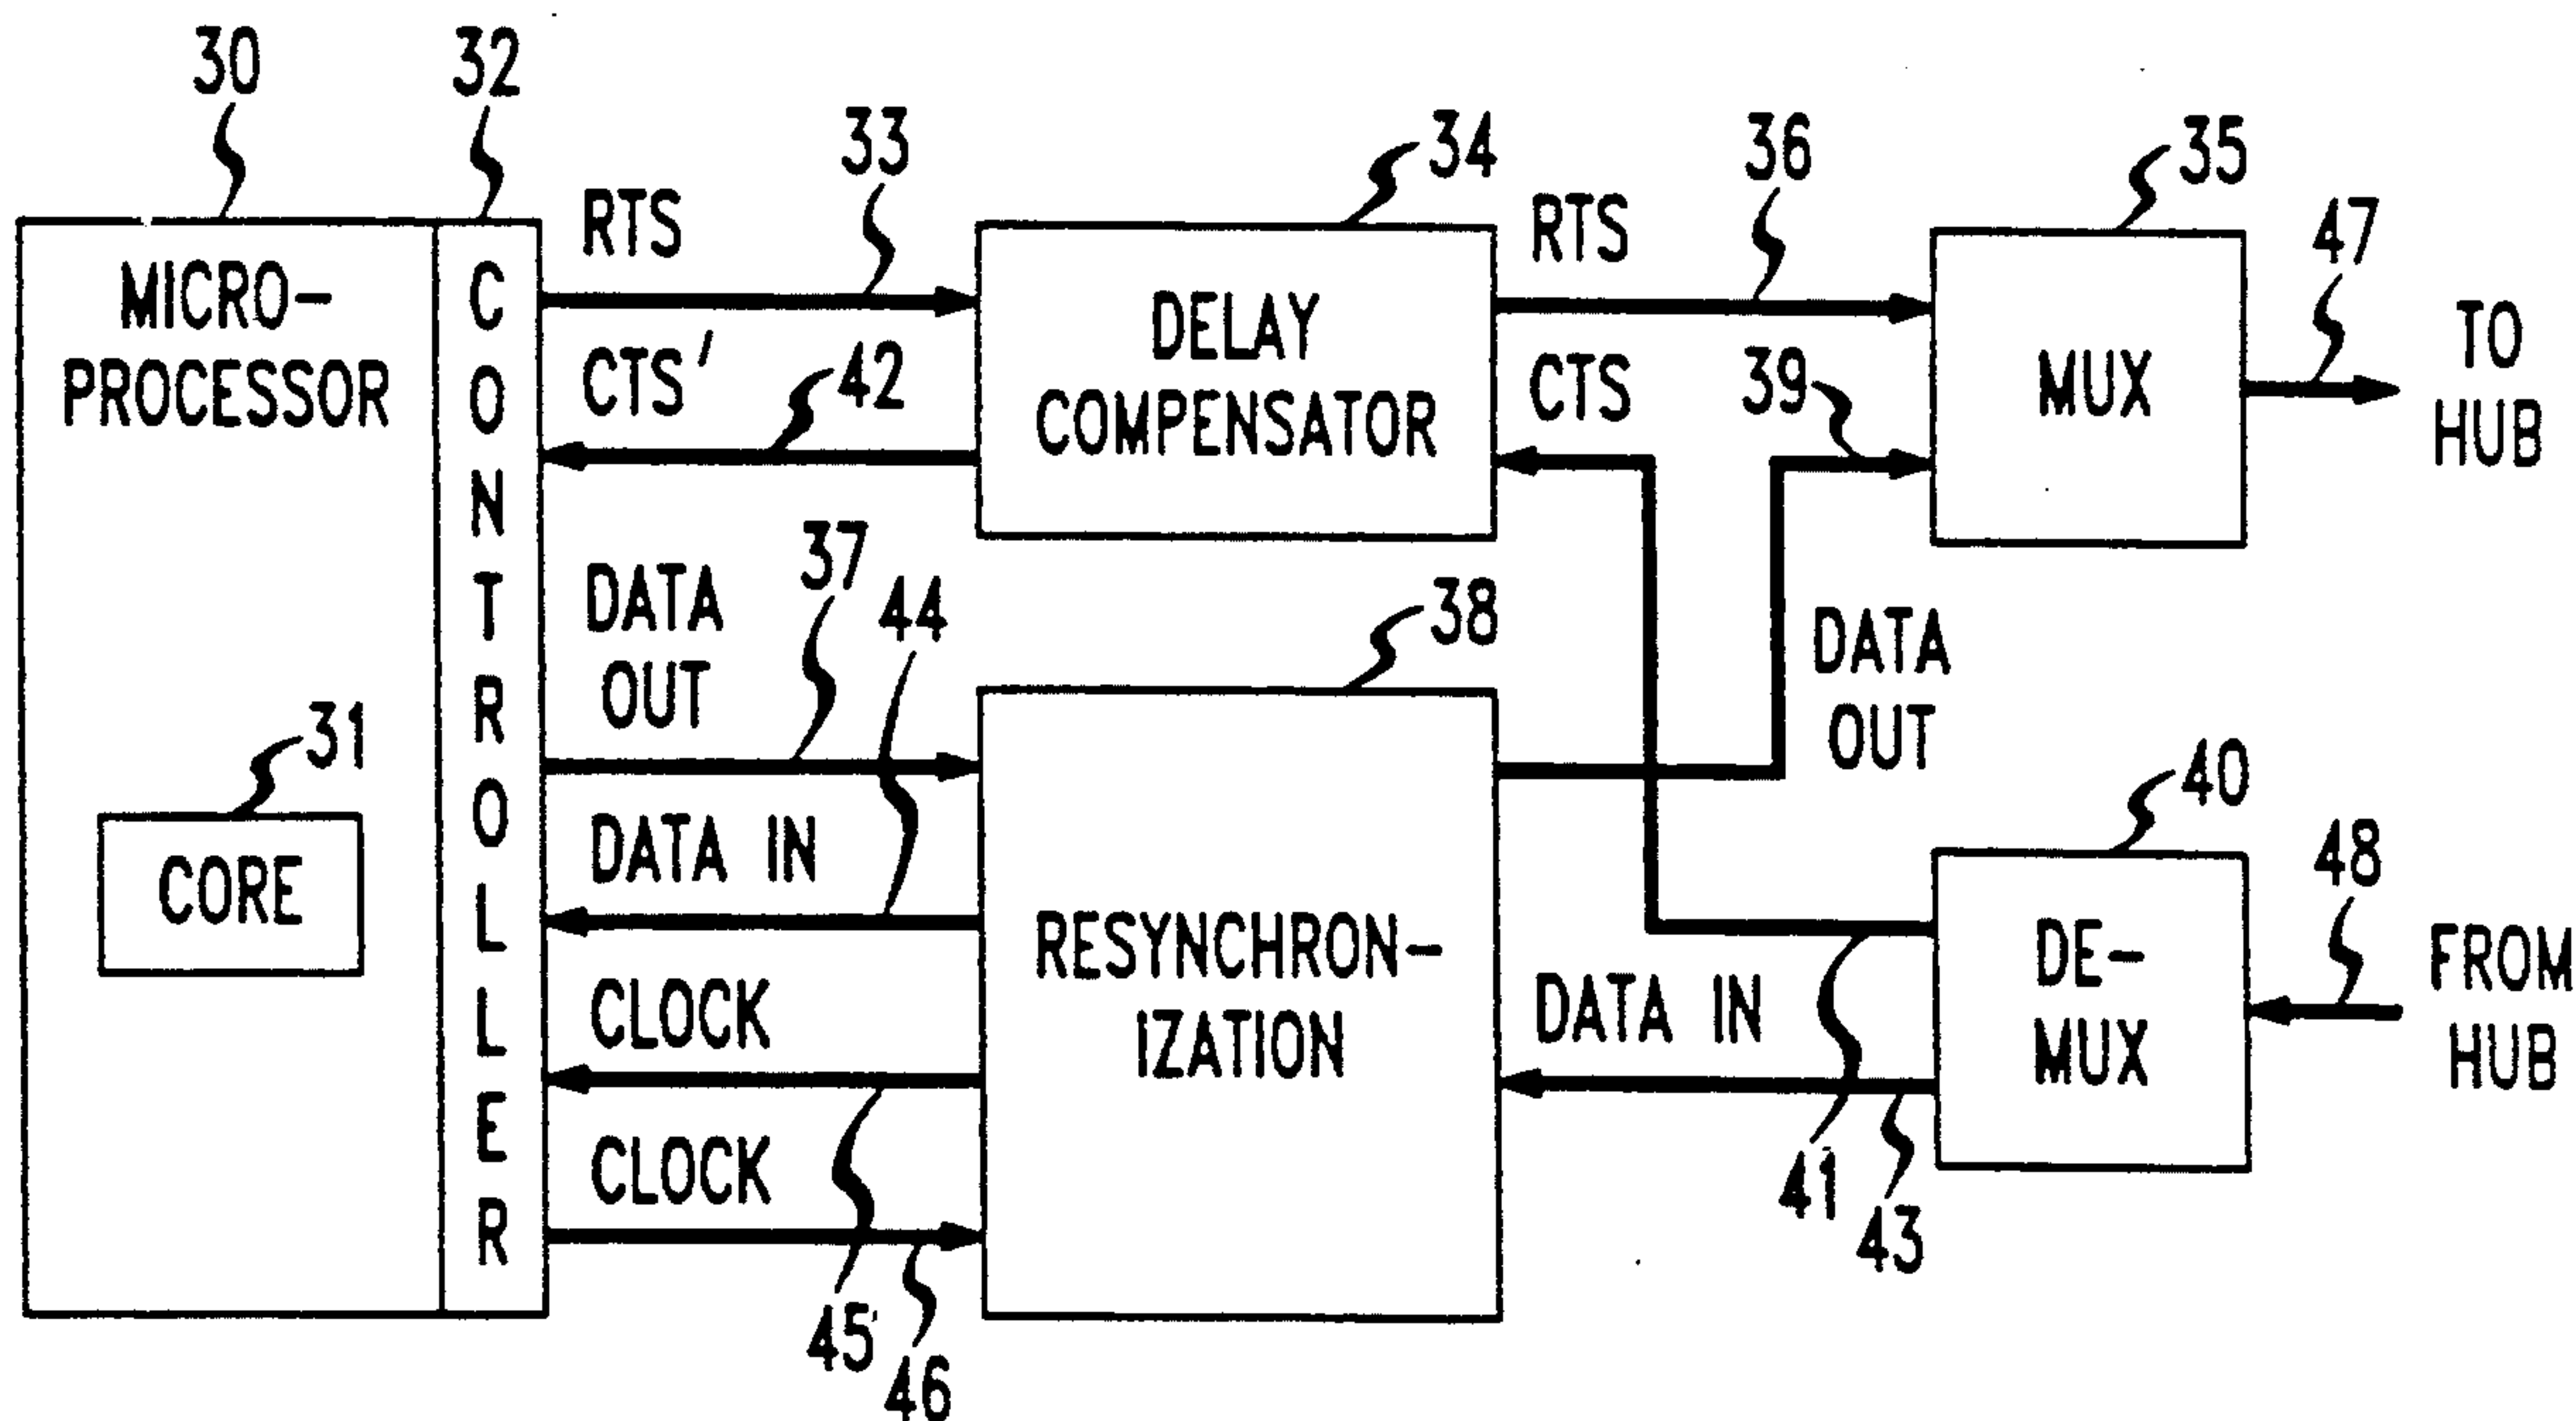 30
32
33
34
36
35
47
RTS
RTS
MICRO-
PROCESSOR
CONTROLLER
CTS'
42
DELAY
COMPENSATOR
CTS
39
MUX
TO
HUB
37
44
38
DATA
OUT
DATA
OUT
31
CORE
40
48
DATA IN
RESYNCHRON-
IZATION
DE-
MUX
FROM
HUB
CLOCK
DATA IN
CLOCK
41
43
45
46